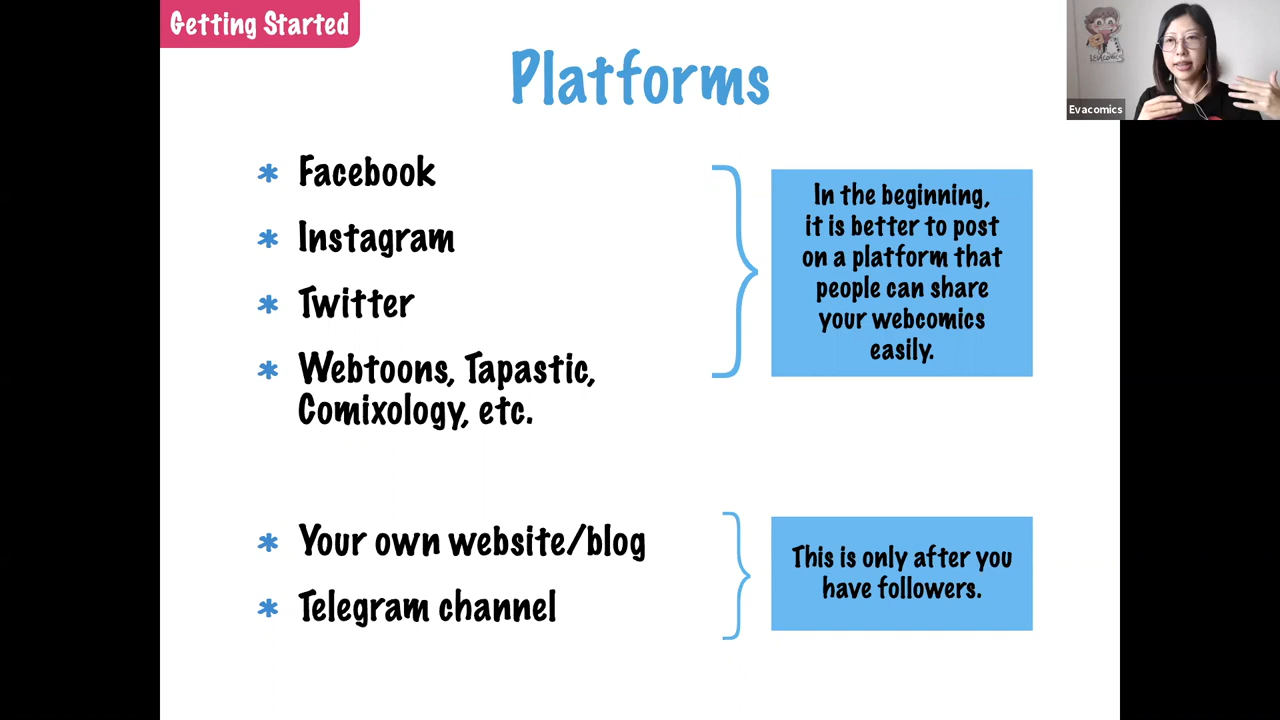 Getting Started
Platforms
* Facebook
* Instagram
* Twitter
* Webtoons, Tapastic,
Comixology, etc.
In the beginning,
it is better to post
on a platform that
people can share
your webcomics
easily.
* Your own website/blog
* Telegram channel
This is only after you
have followers.
Evacomics